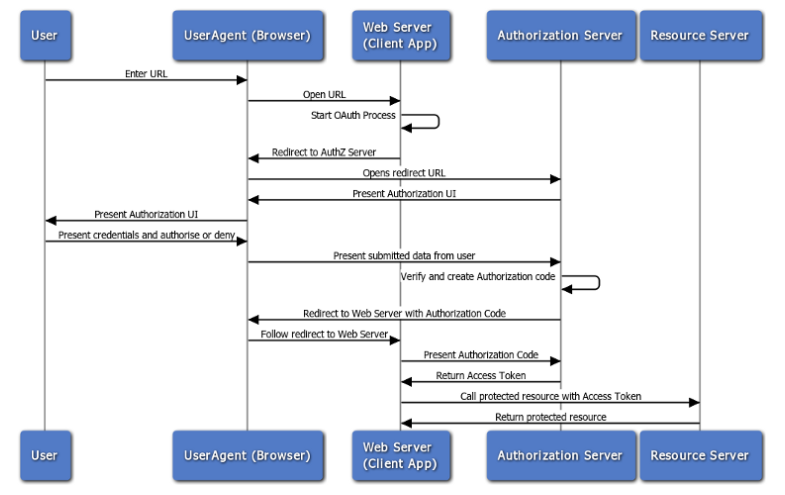 User
UserAgent (Browser)
Web Server
(Client App)
Authorization Server
Resource Server
Enter URL
Open URL
Start OAuth Process
Redirect to AuthZ Server
Opens redirect URL
Present Authorization UI
Present Authorization UI
Present credentials and authorise or deny
Present submitted data from user
Verify and create Authorization code
Redirect to Web Server with Authorization Code
Follow redirect to Web Server
Present Authorization Code
Return Access Token
Call protected resource with Access Token
Return protected resource
User
UserAgent (Browser)
Web Server
(Client App)
Authorization Server
Resource Server